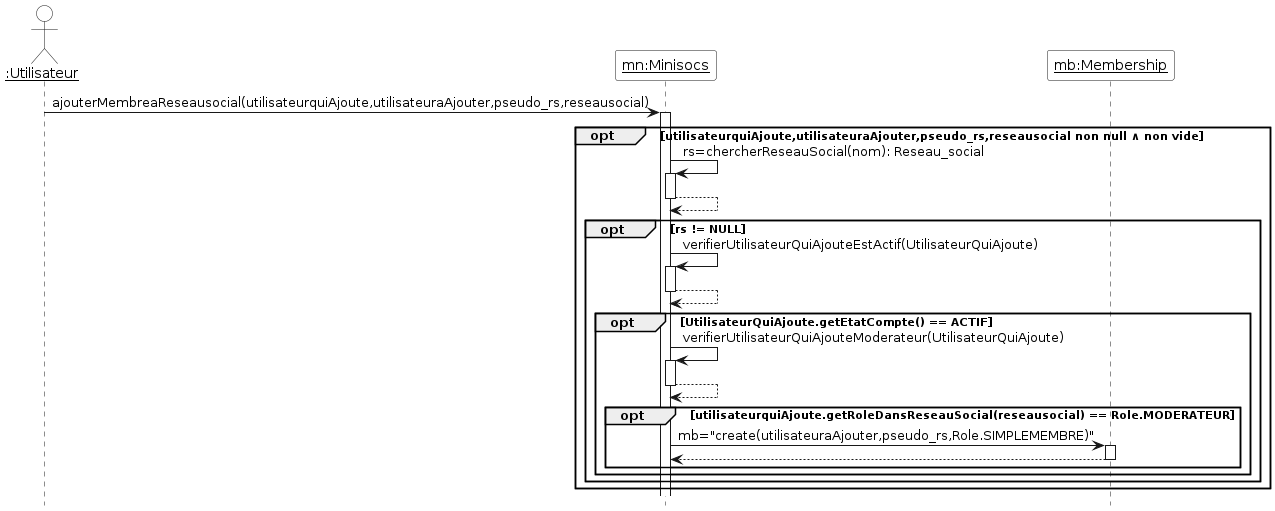 :Utilisateur
mn:Minisocs
mb:Membership
ajouterMembreaReseausocial(utilisateurquiAjoute,utilisateuraAjouter,pseudo_rs,reseausocial)
opt
[utilisateurquiAjoute,utilisateuraAjouter,pseudo_rs,reseausocial non null ∧ non vide]
rs=chercherReseauSocial(nom): Reseau_social
opt
[rs != NULL]
verifierUtilisateurQuiAjouteEstActif(UtilisateurQuiAjoute)
opt
[UtilisateurQuiAjoute.getEtatCompte() == ACTIF]
verifierUtilisateurQuiAjouteModerateur(UtilisateurQuiAjoute)
opt
[utilisateurquiAjoute.getRoleDansReseauSocial(reseausocial) == Role.MODERATEUR]
mb="create(utilisateuraAjouter,pseudo_rs,Role.SIMPLEMEMBRE)"